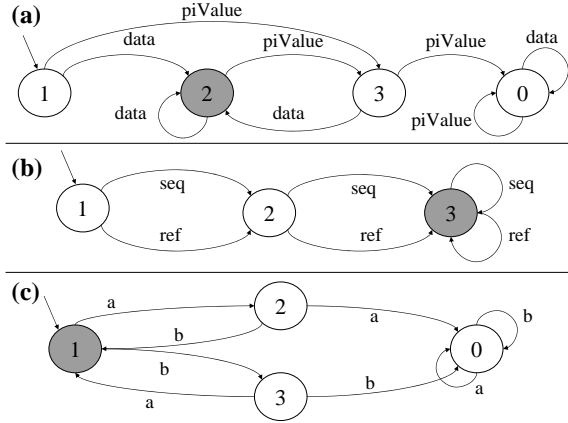 (a)
piValue
data
piValue
piValue
data
1
2
3
0
data
data
piValue
(b)
seq
seq
seq
1
2
3
ref
ref
ref
(c)
a
2
a
b
b
1
b
0
a
3
b
a